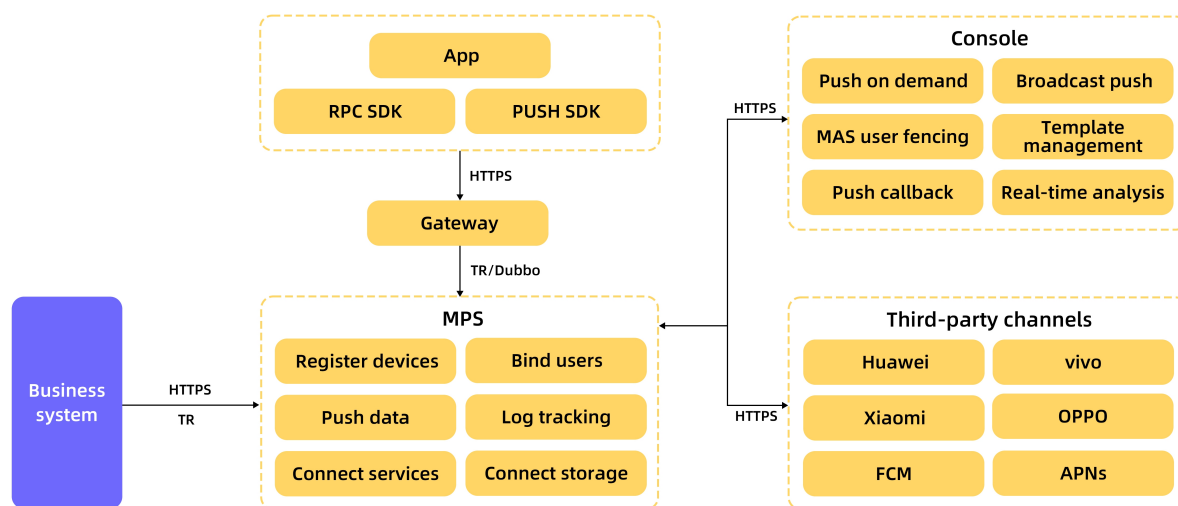 App
RPC SDK
PUSH SDK
HTTPS
Gateway
TR/Dubbo
Business
system
HTTPS
TR
MPS
Register devices
Bind users
Push data
Log tracking
Connect services
Connect storage
HTTPS
Console
Push on demand
Broadcast push
MAS user fencing
Template
management
Push callback
Real-time analysis
HTTPS
Third-party channels
Huawei
vivo
Xiaomi
OPPO
FCM
APNs